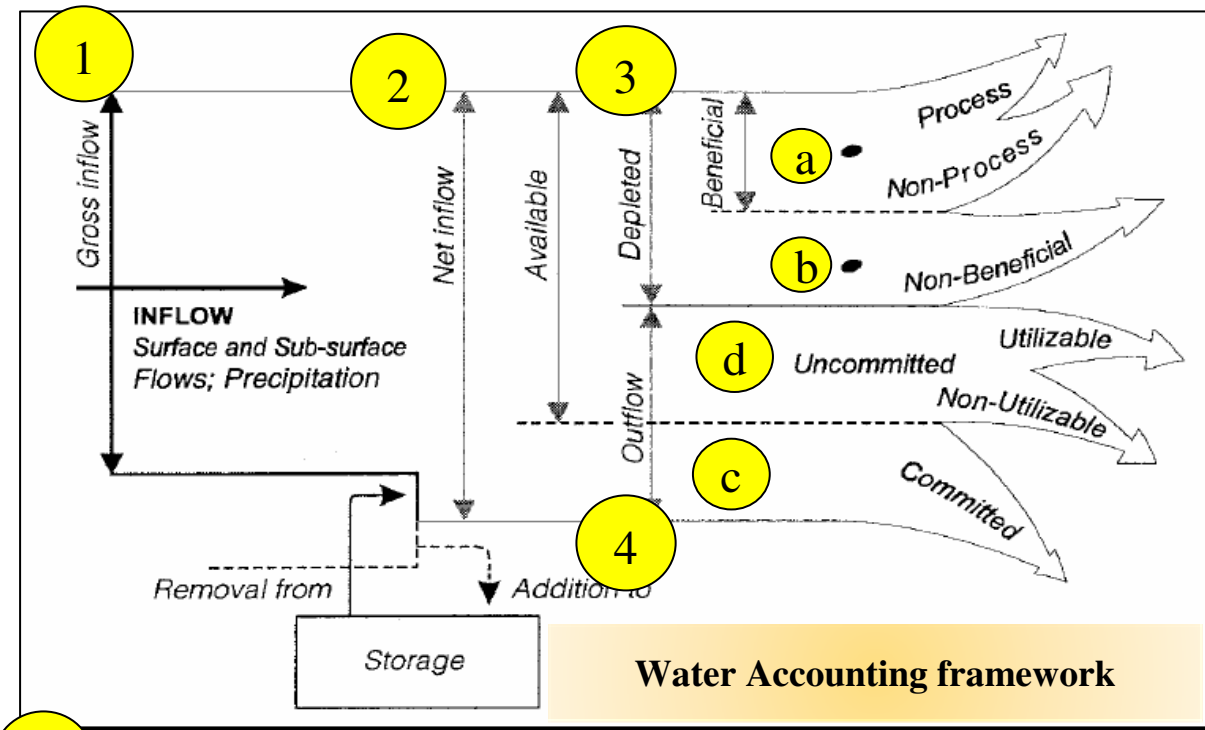 1
2
3
Gross inflow
Net inflow
Available
Depleted
Beneficial
a
Process
Non-Process
b
Non-Beneficial
INFLOW
Surface and Sub-surface
Flows; Precipitation
Outflow
d
Uncommitted
Utilizable
Non-Utilizable
c
Committed
4
Removal from
Addition to
Storage
Water Accounting framework